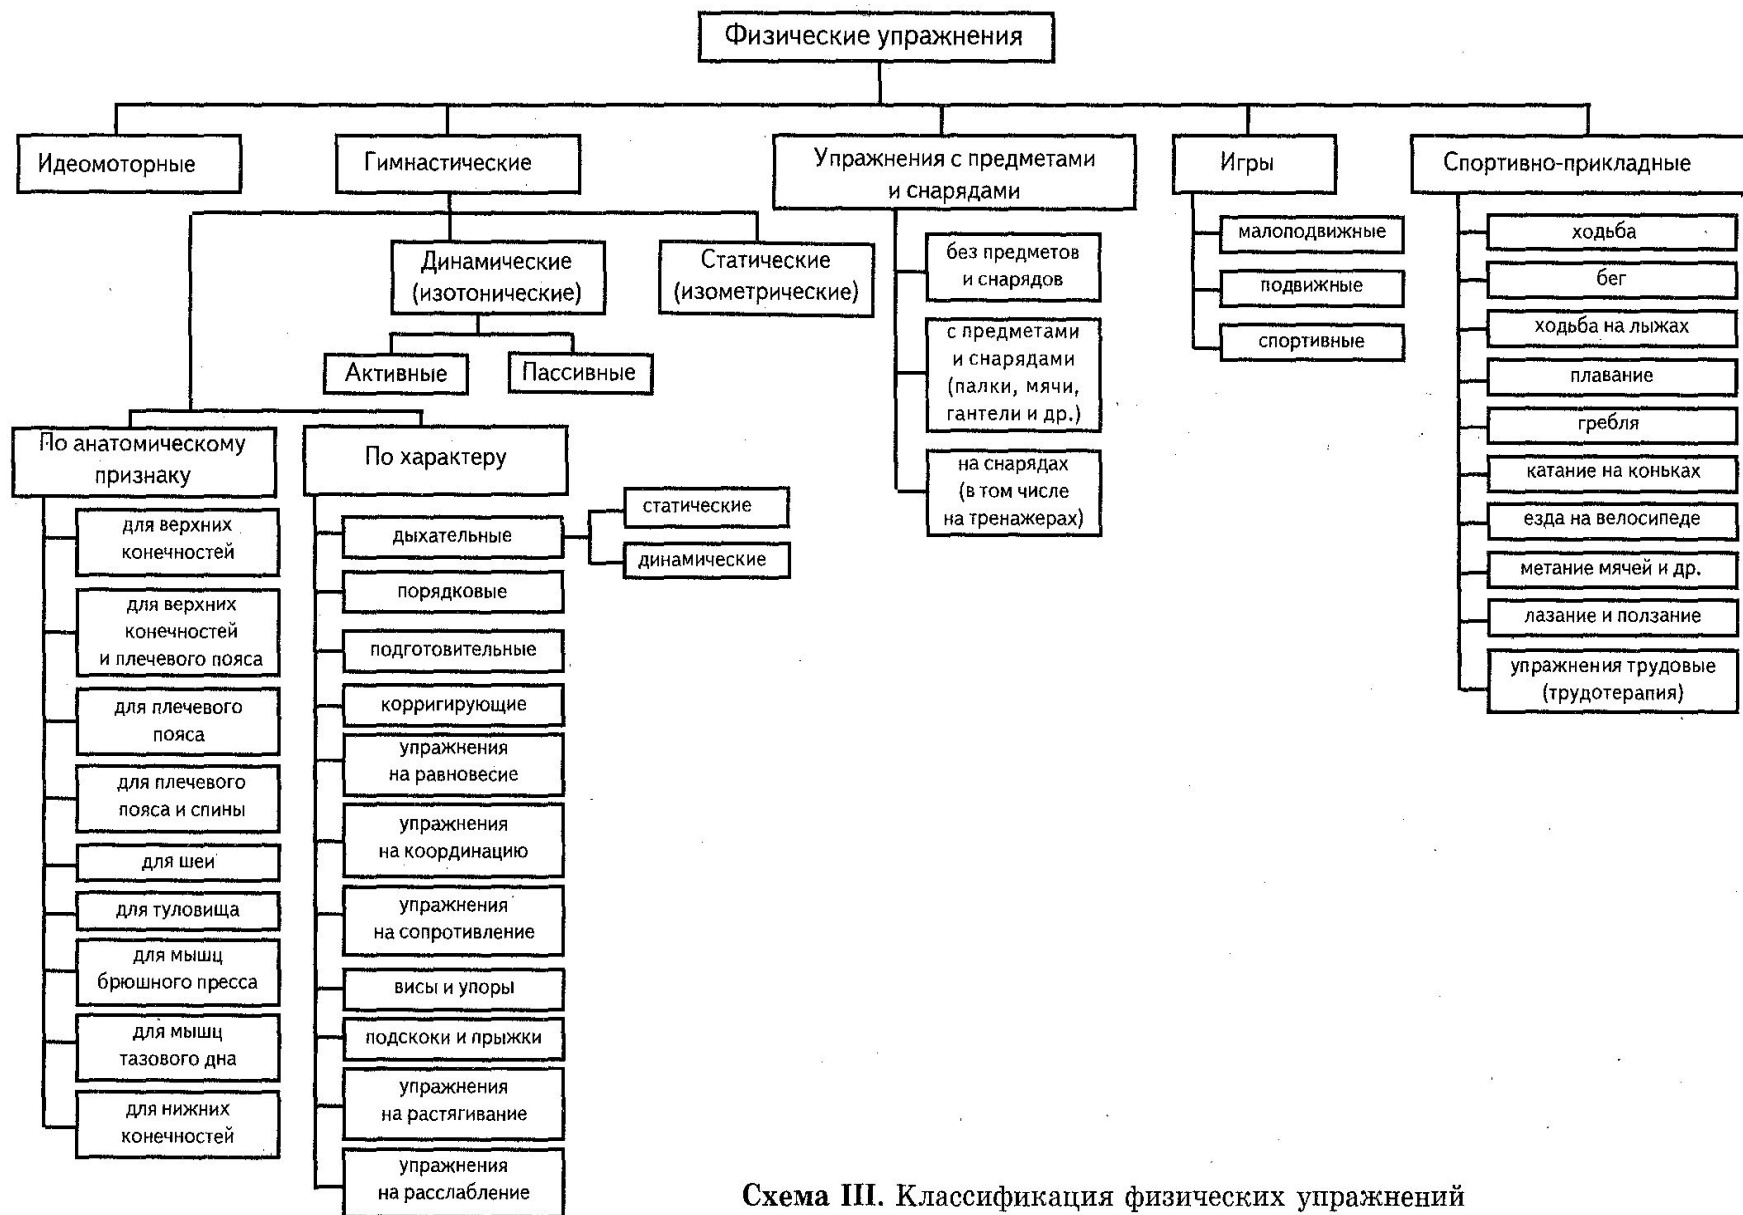 Физические упражнения
Идеомоторные
Гимнастические
Упражнения с предметами
и снарядами
Игры
Спортивно-прикладные
Динамические
(изотонические)
Статические
(изометрические)
Активные
Пассивные
По анатомическому
признаку
для верхних
конечностей
для верхних
конечностей
и плечевого пояса
для плечевого
пояса
для плечевого
пояса и спины
для шеи
для туловища
для мышц
брюшного пресса
для мышц
тазового дна
для нижних
конечностей
По характеру
дыхательные
статические
динамические
порядковые
подготовительные
корригирующие
упражнения
на равновесие
упражнения
на координацию
упражнения
на сопротивление
висы и упоры
подскоки и прыжки
упражнения
на растягивание
упражнения
на расслабление
без предметов
и снарядов
с предметами
и снарядами
(палки, мячи,
гантели и др.)
на снарядах
(в том числе
на тренажерах)
малоподвижные
подвижные
спортивные
ходьба
бег
ходьба на лыжах
плавание
гребля
катание на коньках
езда на велосипеде
метание мячей и др.
лазание и ползание
упражнения трудовые
(трудотерапия)
Схема III. Классификация физических упражнений